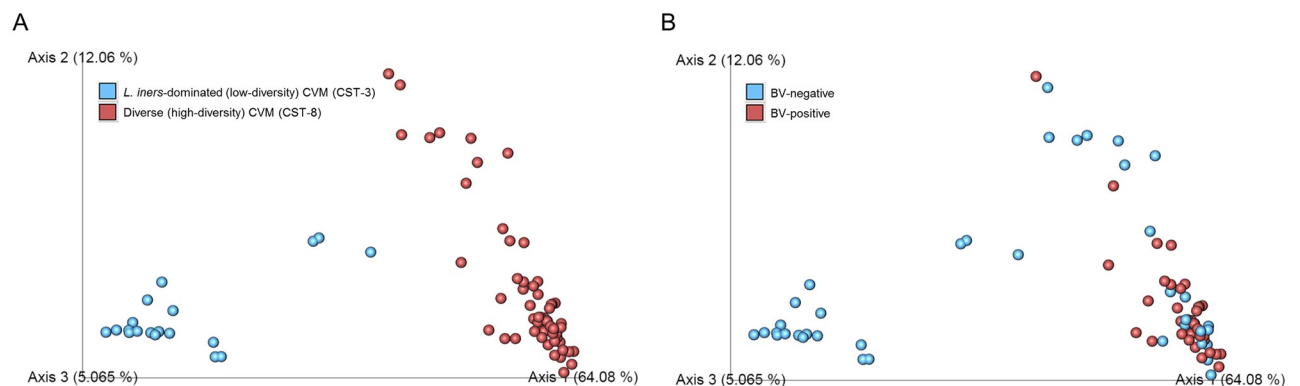 A
Axis 2 (12.06 %)
L. iners-dominated (low-diversity) CVM (CST-3)
Diverse (high-diversity) CVM (CST-8)
Axis 3 (5.065 %)
Axis 1 (64.08 %)
B
Axis 2 (12.06 %)
BV-negative
BV-positive
Axis 3 (5.065 %)
Axis 1 (64.08 %)